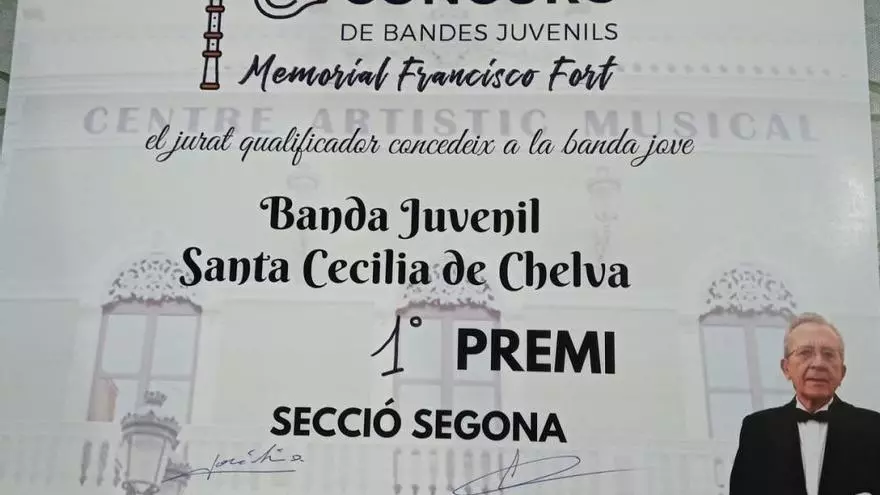 CONCURS
DE BANDES JUVENILS
Memorial Francisco Fort
CENTRE ARTISTIC MUSICAL
el jurat qualificador concedeix a la banda jove
Banda Juvenil
Santa Cecilia de Chelva
1° PREMI
SECCIÓ SEGONA